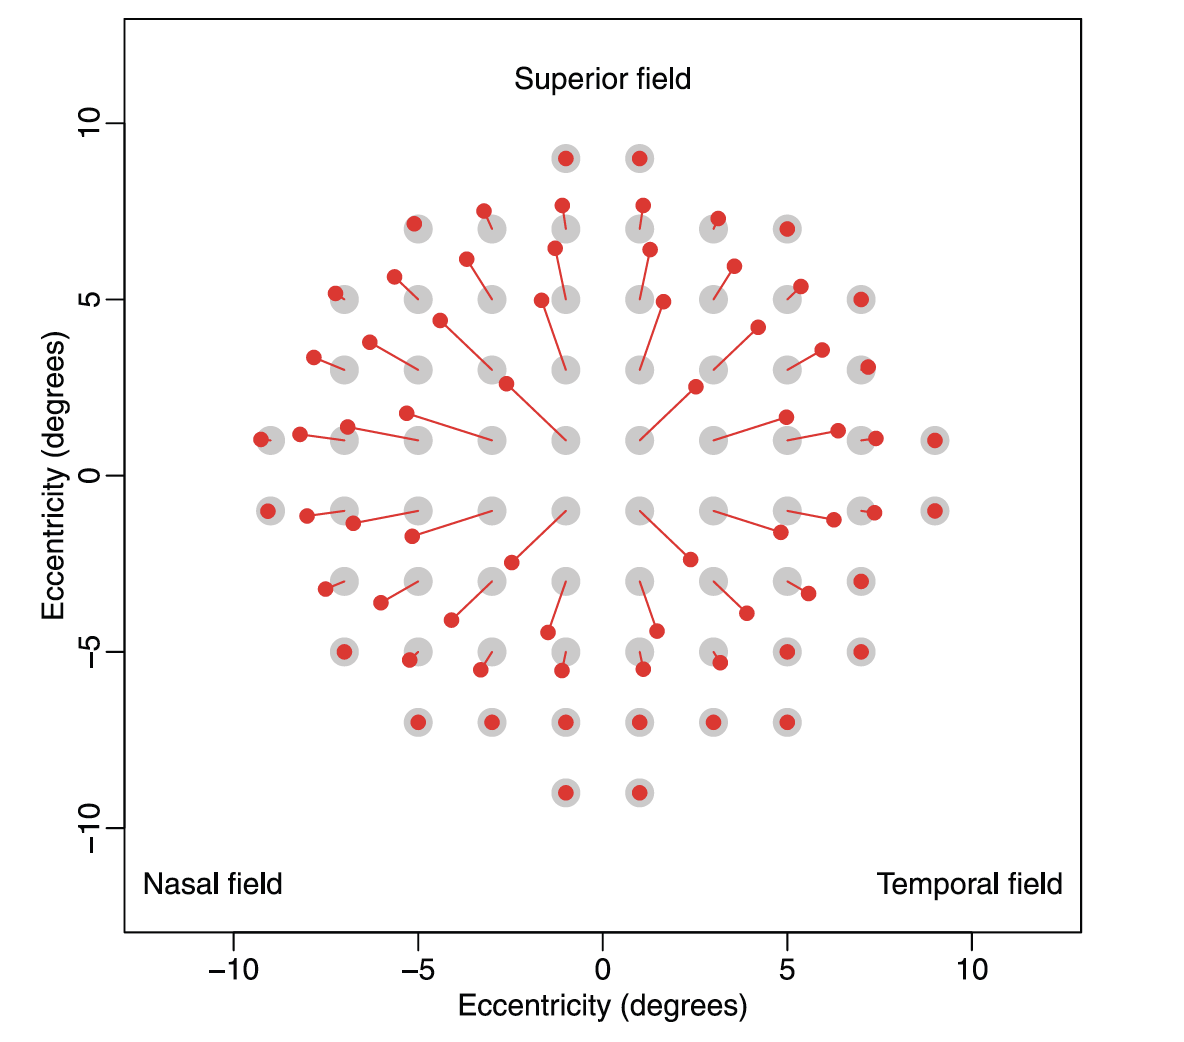 Superior field
10
5
0
−5
−10
Eccentricity (degrees)
Nasal field
Temporal field
−10
−5
0
5
10
Eccentricity (degrees)